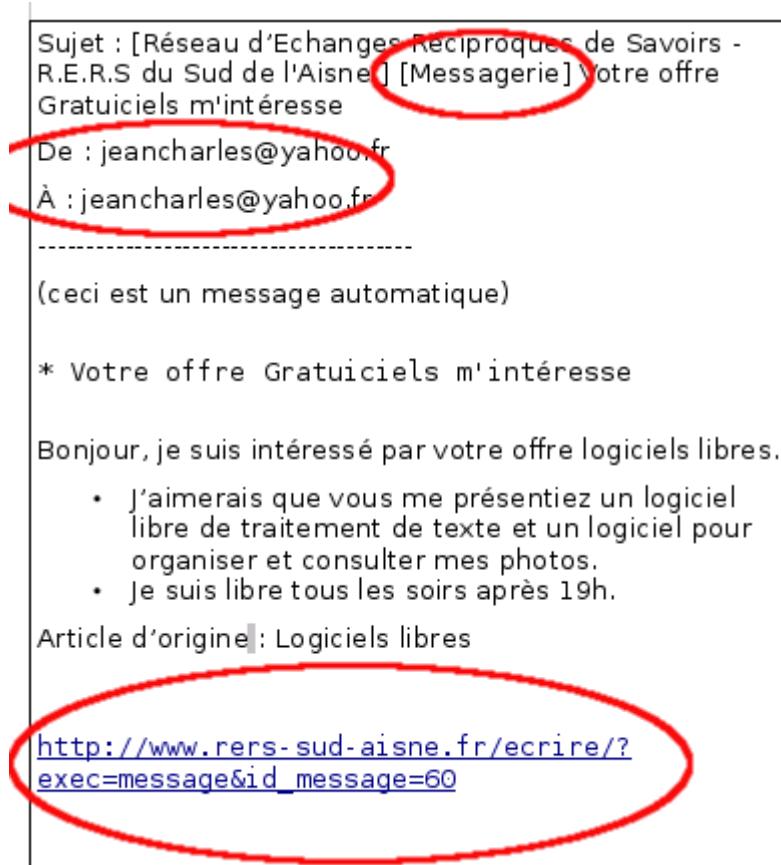 Sujet : [Réseau d’Echanges Réciproques de Savoirs -
R.E.R.S du Sud de l'Aisne ] [Messagerie] Votre offre
Gratuiciels m'intéresse
De : jeancharles@yahoo.fr
À : jeancharles@yahoo.fr
---------------------------------------
(ceci est un message automatique)
* Votre offre Gratuiciels m'intéresse
Bonjour, je suis intéressé par votre offre logiciels libres.
• J’aimerais que vous me présentiez un logiciel
libre de traitement de texte et un logiciel pour
organiser et consulter mes photos.
• Je suis libre tous les soirs après 19h.
Article d’origine : Logiciels libres
http://www.rers-sud-aisne.fr/ecrire/?
exec=message&id_message=60